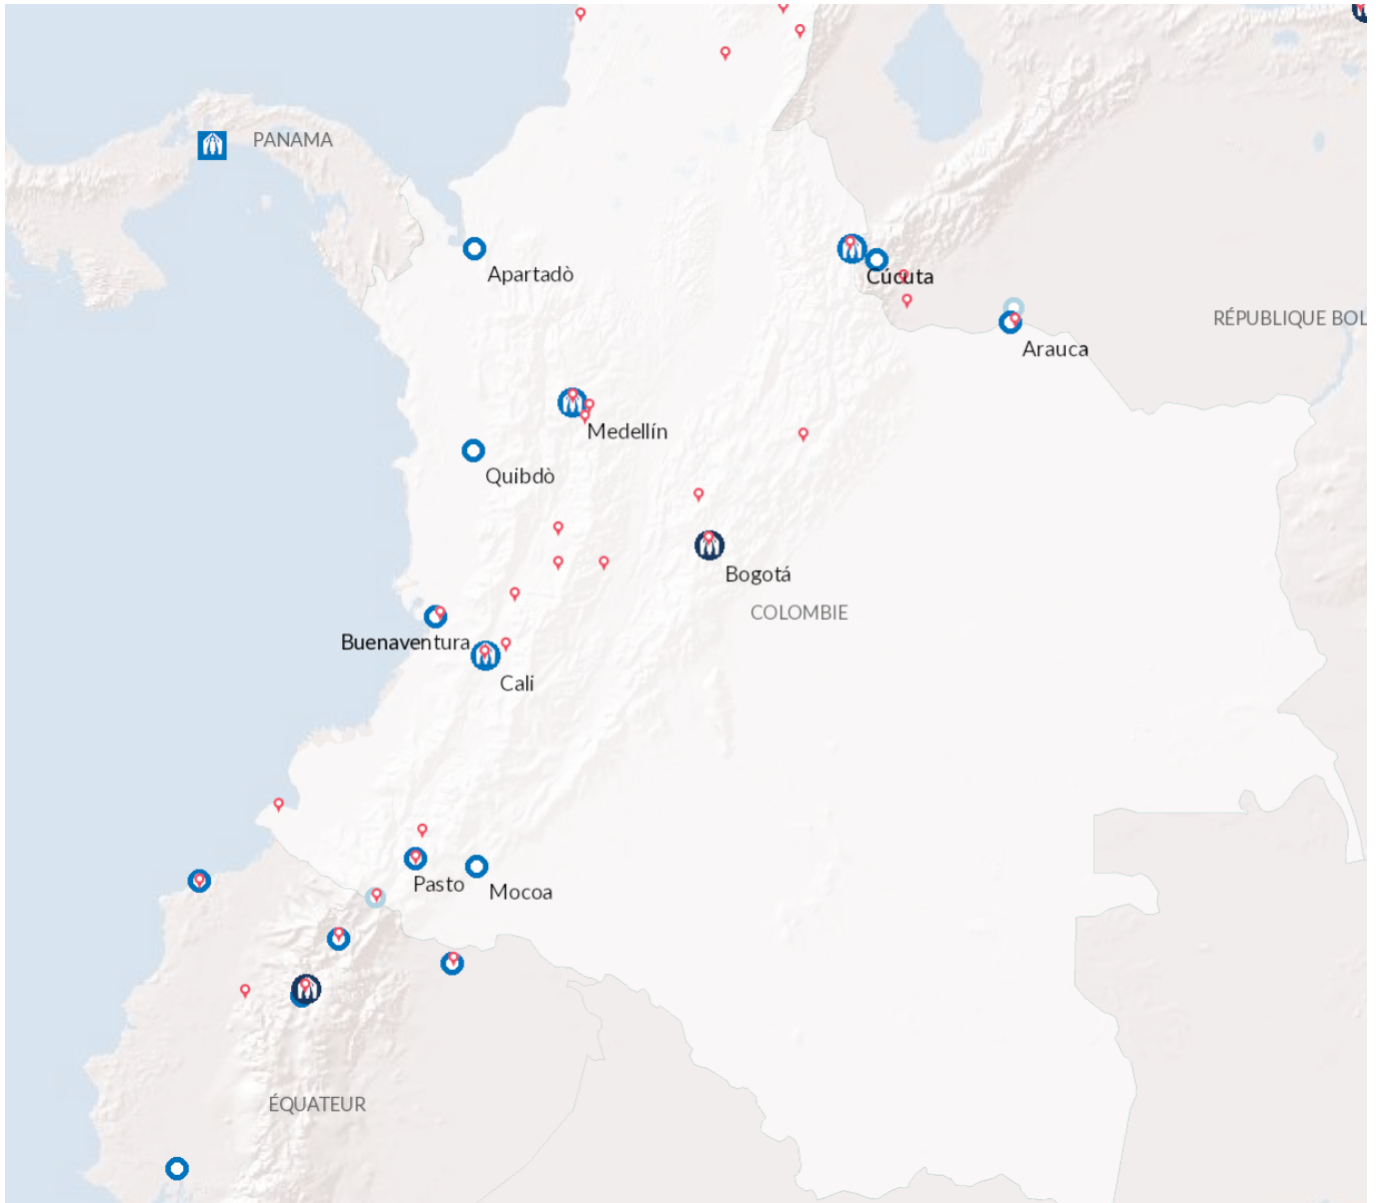 PANAMA
Apartadò
Cúcuta
RÉPUBLIQUE BOL
Arauca
Medellín
Quibdò
Bogotá
COLOMBIE
Buenaventura
Cali
Pasto
Mocoa
ÉQUATEUR